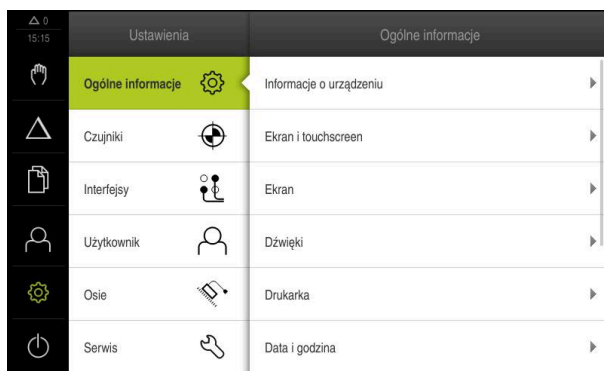 0
15:15
Ustawienia
Ogólne informacje
Ogólne informacje
Czujniki
Interfejsy
Użytkownik
Osie
Serwis
Informacje o urządzeniu
Ekran i touchscreen
Ekran
Dźwięki
Drukarka
Data i godzina